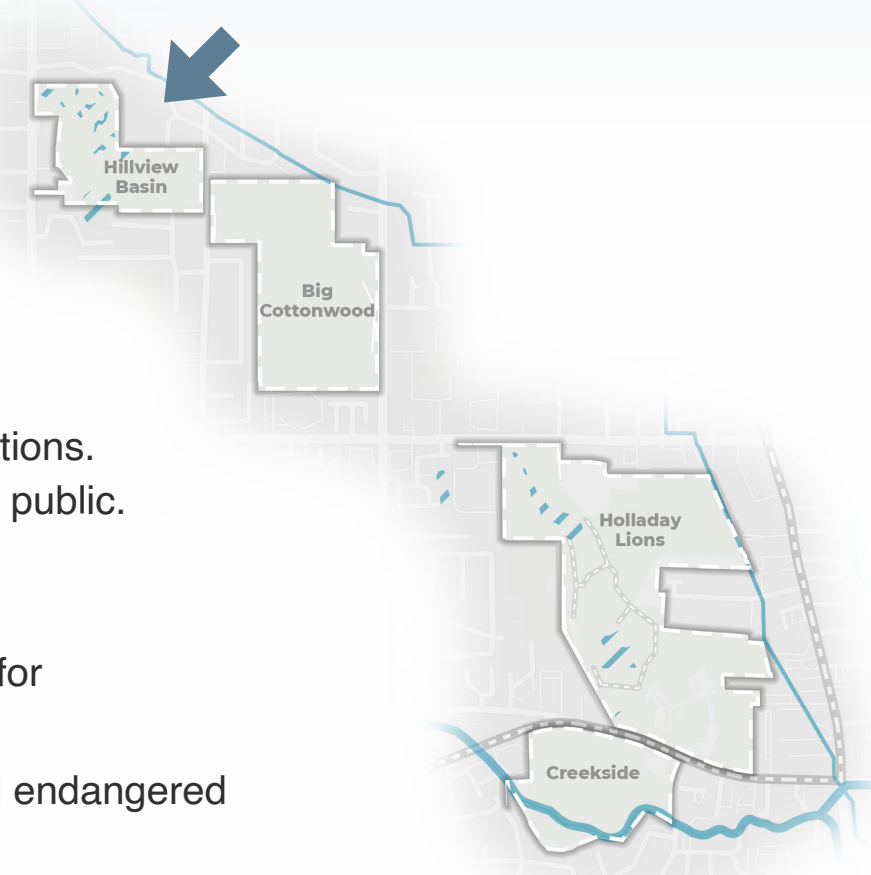 Hillview
Basin
Big
Cottonwood
tions.
public.
Holladay
Lions
for
endangered
Creekside